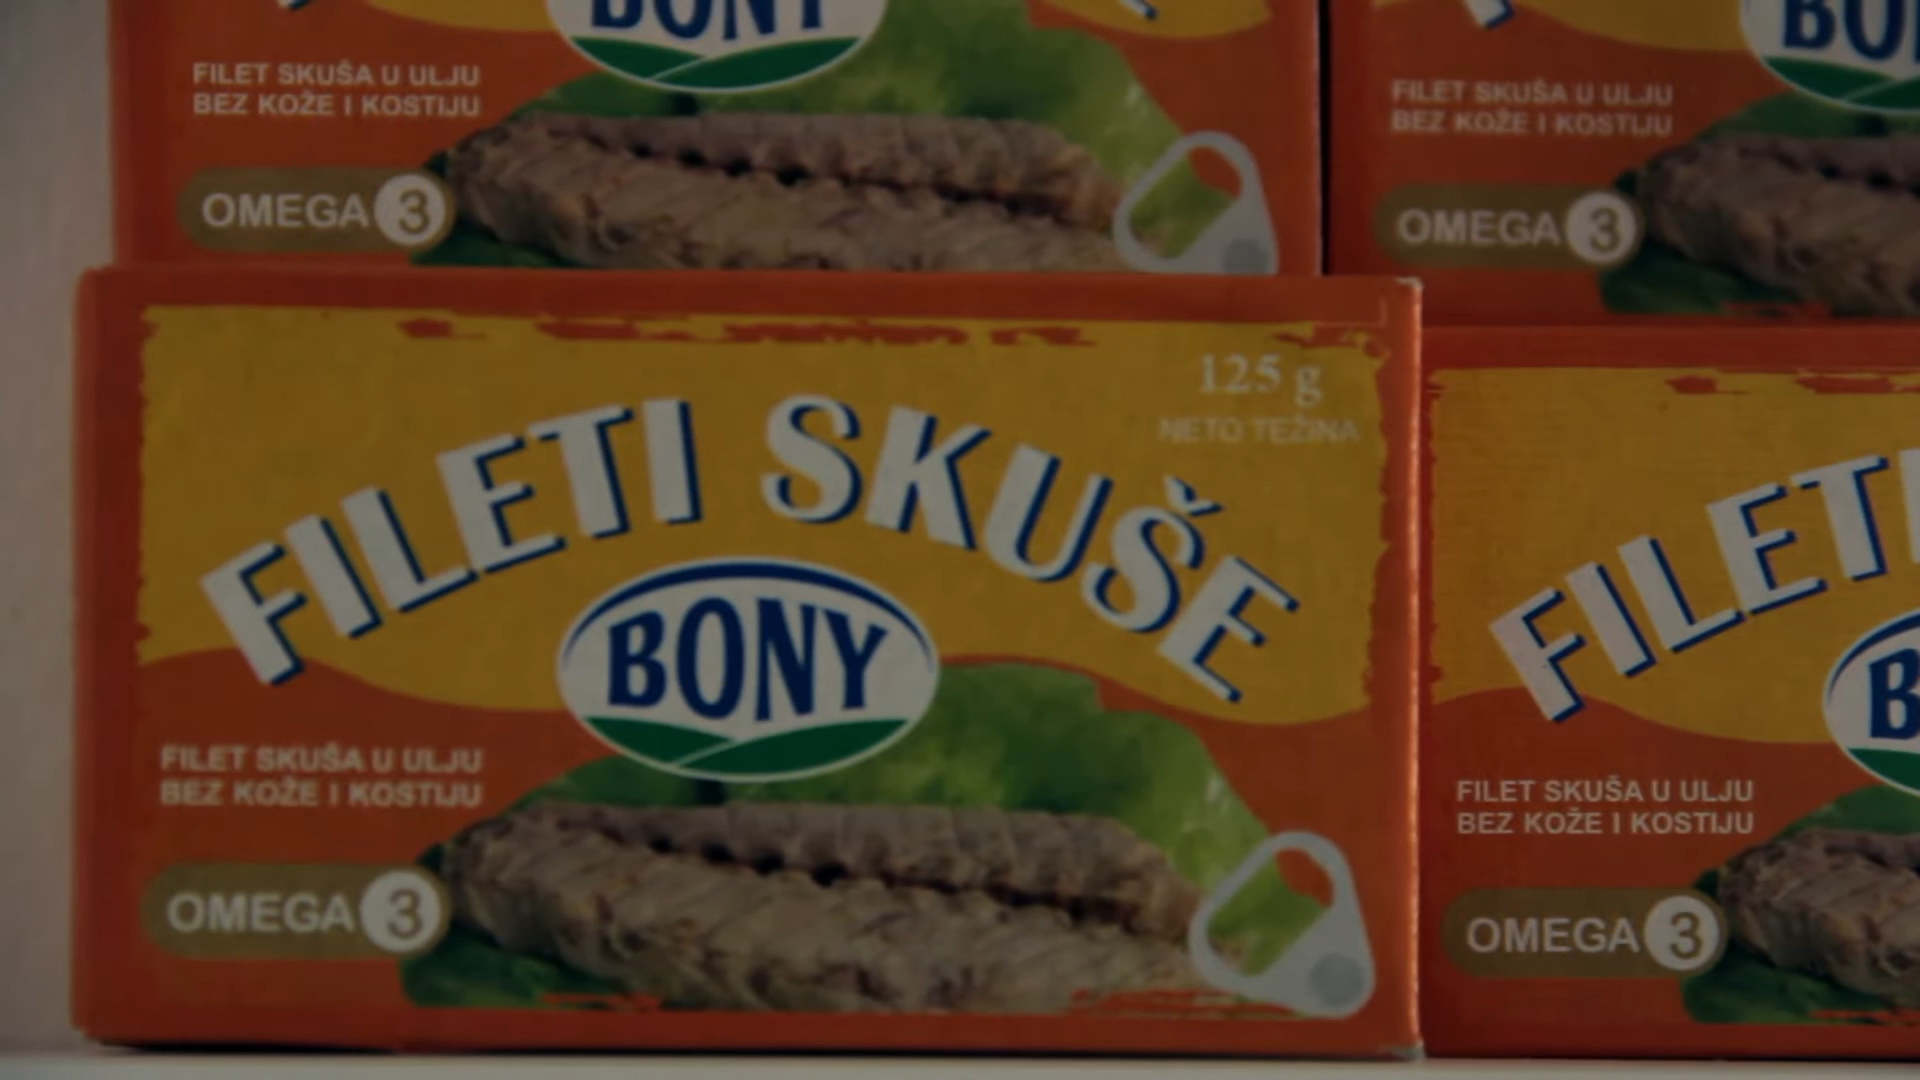 BONY
FILET SKUŠA U ULJU
BEZ KOŽE I KOSTIJU
OMEGA 3
FILET SKUŠA U ULJU
BEZ KOŽE I KOSTIJU
OMEGA 3
125 g
NETO TEŽINA
FILETI SKUŠE
BONY
FILET SKUŠA U ULJU
BEZ KOŽE I KOSTIJU
OMEGA 3
FILETI
FILET SKUŠA U ULJU
BEZ KOŽE I KOSTIJU
OMEGA 3